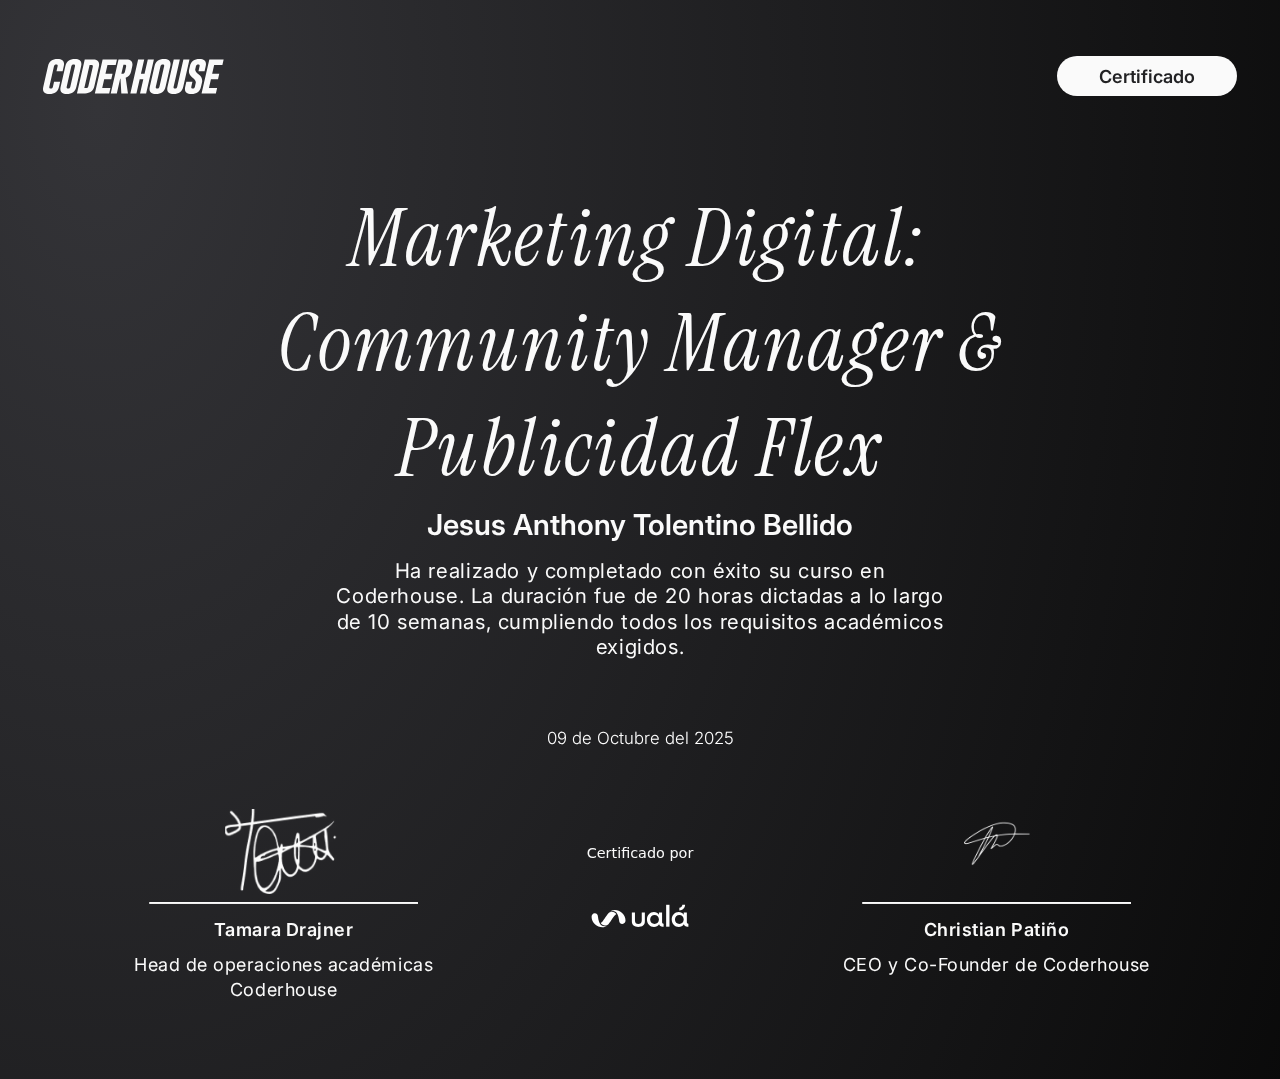 CODERHOUSE
Certificado
Marketing Digital:
Community Manager &
Publicidad Flex
Jesus Anthony Tolentino Bellido
Ha realizado y completado con éxito su curso en
Coderhouse. La duración fue de 20 horas dictadas a lo largo
de 10 semanas, cumpliendo todos los requisitos académicos
exigidos.
09 de Octubre del 2025
Certificado por
ualá
Tamara Drajner
Head de operaciones académicas
Coderhouse
Christian Patiño
CEO y Co-Founder de Coderhouse